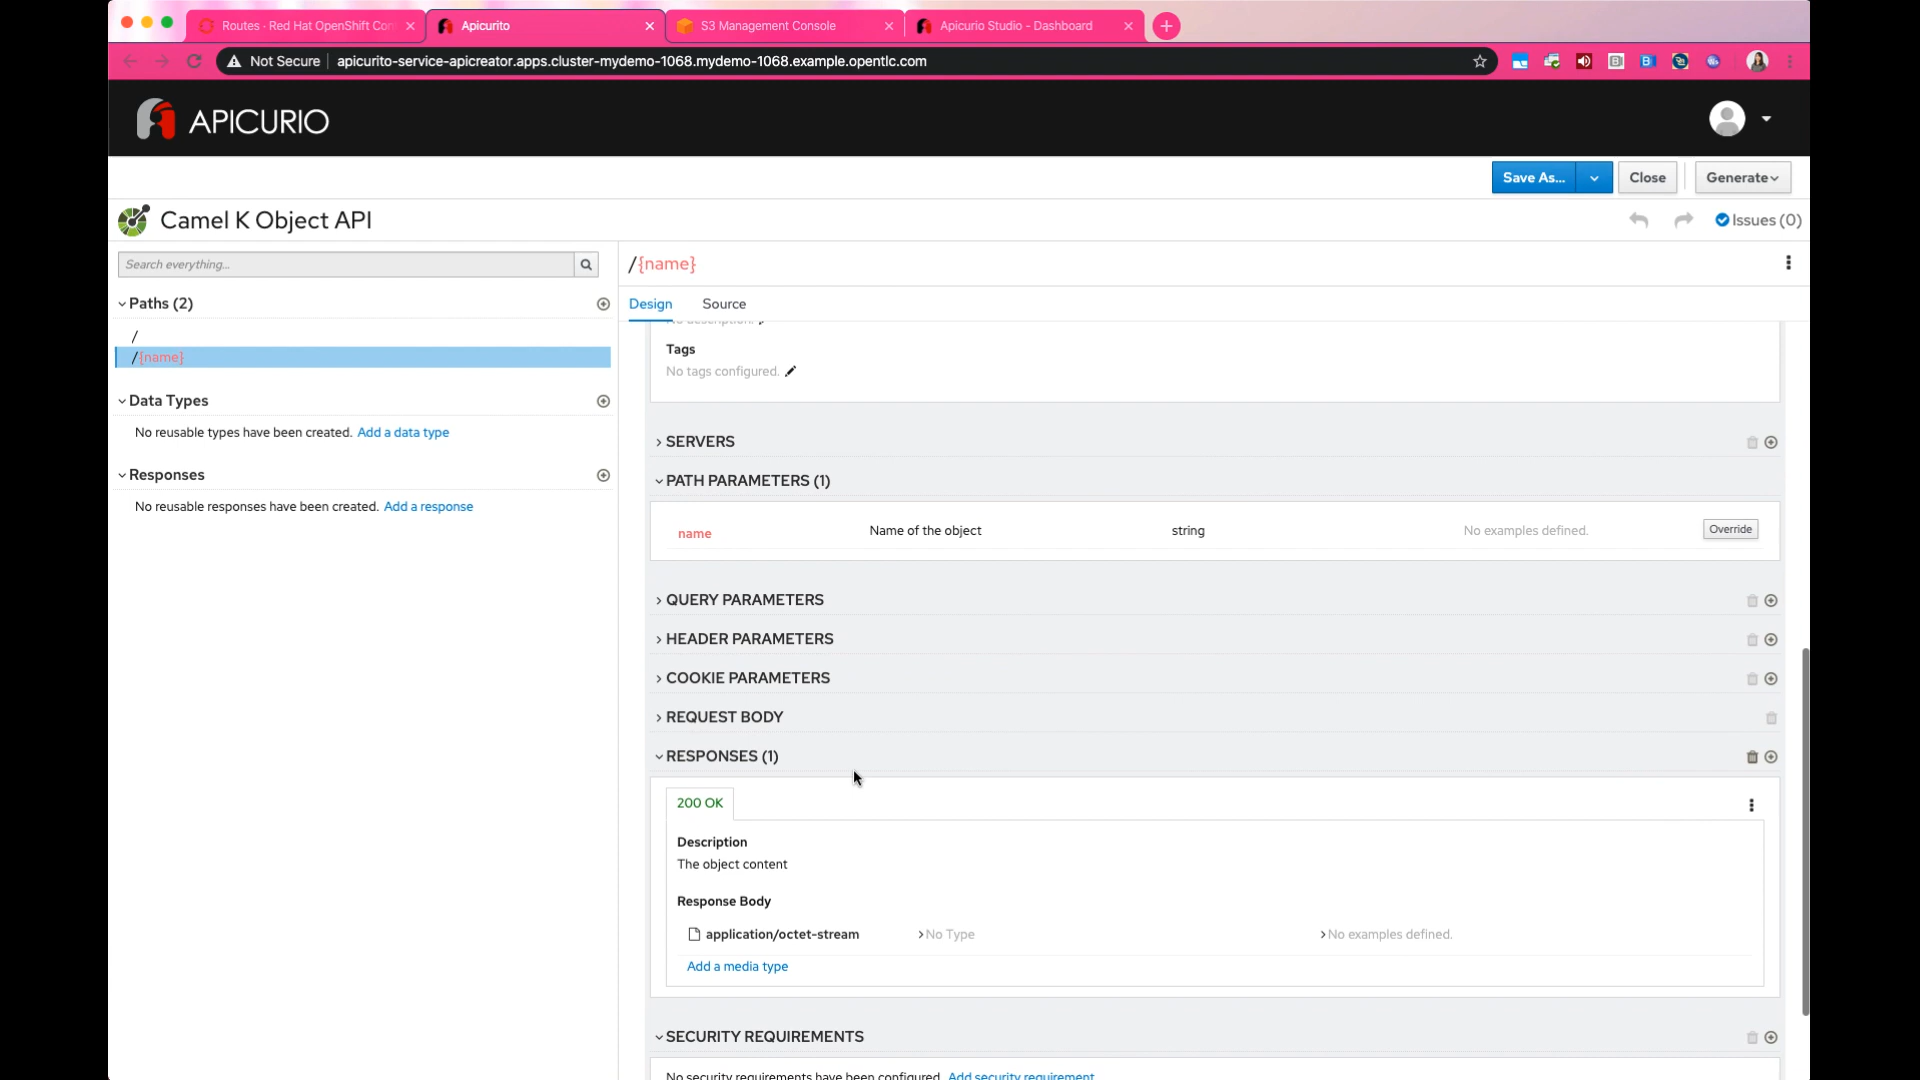 Routes · Red Hat OpenShift Con
Apicurito
S3 Management Console
Apicurio Studio - Dashboard
Not Secure
apicurito-service-apicreator.apps.cluster-mydemo-1068.mydemo-1068.example.opentlc.com
APICURIO
Save As...
Close
Generate
Camel K Object API
Issues (0)
Search everything...
/{name}
Paths (2)
Design
Source
/
/{name}
No description.
Tags
No tags configured.
Data Types
No reusable types have been created. Add a data type
SERVERS
Responses
PATH PARAMETERS (1)
No reusable responses have been created. Add a response
name
Name of the object
string
No examples defined.
Override
QUERY PARAMETERS
HEADER PARAMETERS
COOKIE PARAMETERS
REQUEST BODY
RESPONSES (1)
200 OK
Description
The object content
Response Body
application/octet-stream
No Type
No examples defined.
Add a media type
SECURITY REQUIREMENTS
No security requirements have been configured. Add security requirement